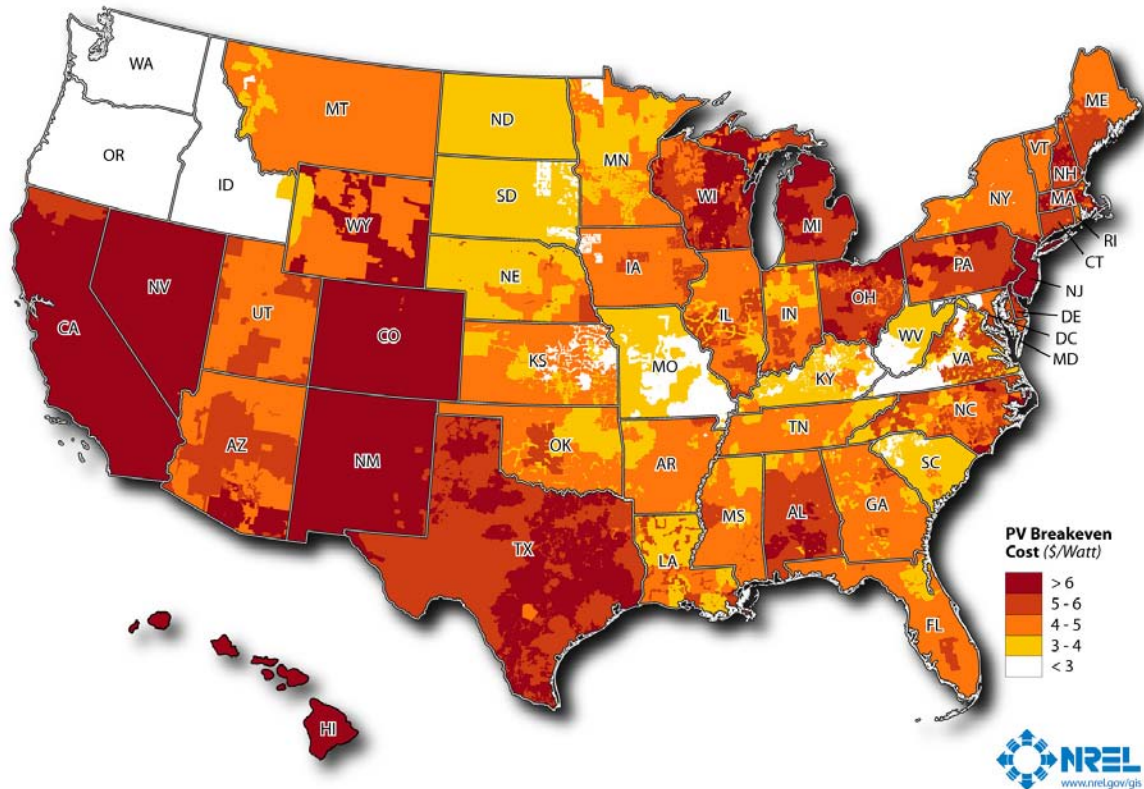 WA
OR
ID
MT
ND
SD
MN
WI
MI
ME
VT
NH
MA
NY
RI
CT
NJ
PA
DE
DC
MD
WY
NE
IA
NV
UT
CO
CA
KS
MO
IL
IN
OH
WV
VA
KY
NC
TN
SC
AZ
NM
OK
AR
TX
LA
MS
AL
GA
FL
HI
PV Breakeven
Cost ($/Watt)
> 6
5 - 6
4 - 5
3 - 4
< 3
NREL
www.nrel.gov/gis